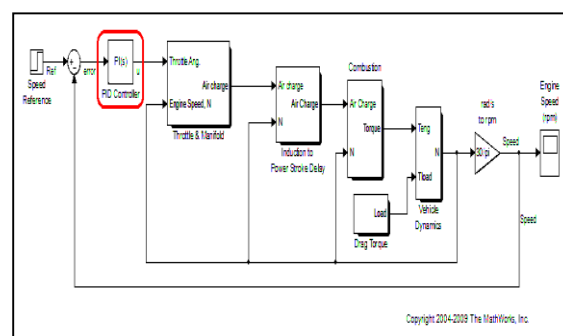 Speed
Reference
Ref
error
PI(s)
PID Controller
u
Throttle Ang.
Engine Speed, N
Air charge
Throttle & Manifold
Air charge
N
Air Charge
Induction to
Power Stroke Delay
Combustion
Air Charge
N
Torque
Load
Drag Torque
Teng
Tload
N
Vehicle
Dynamics
rad/s
to rpm
30/pi
Speed
Speed
Engine
Speed
(rpm)
Copyright 2004-2009 The MathWorks, Inc.